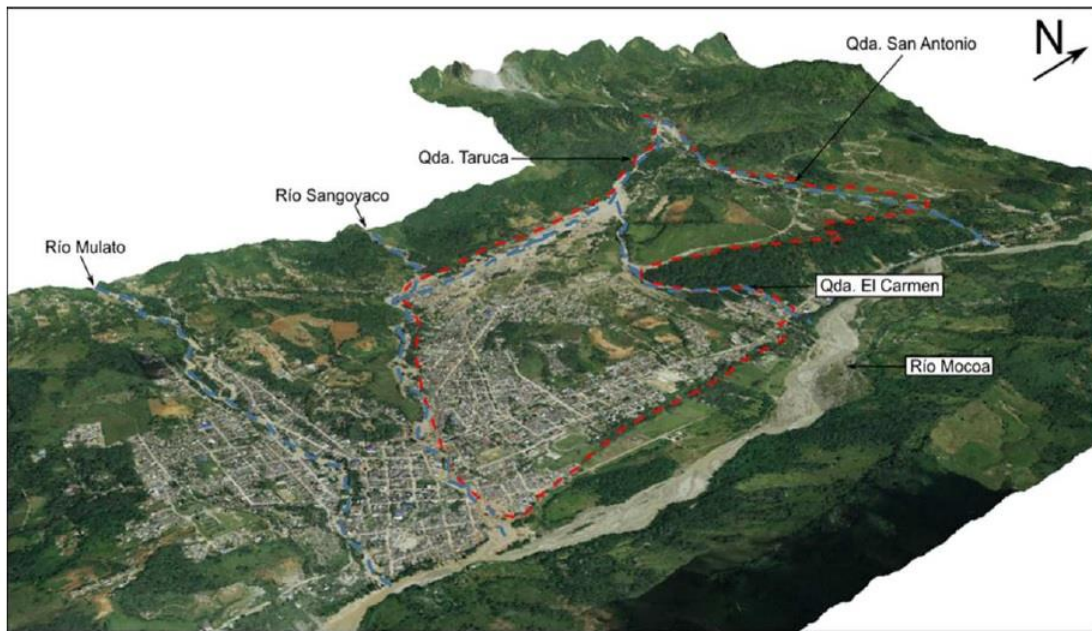 Qda. San Antonio
N
Qda. Taruca
Río Sangoyaco
Río Mulato
Qda. El Carmen
Río Mocoa